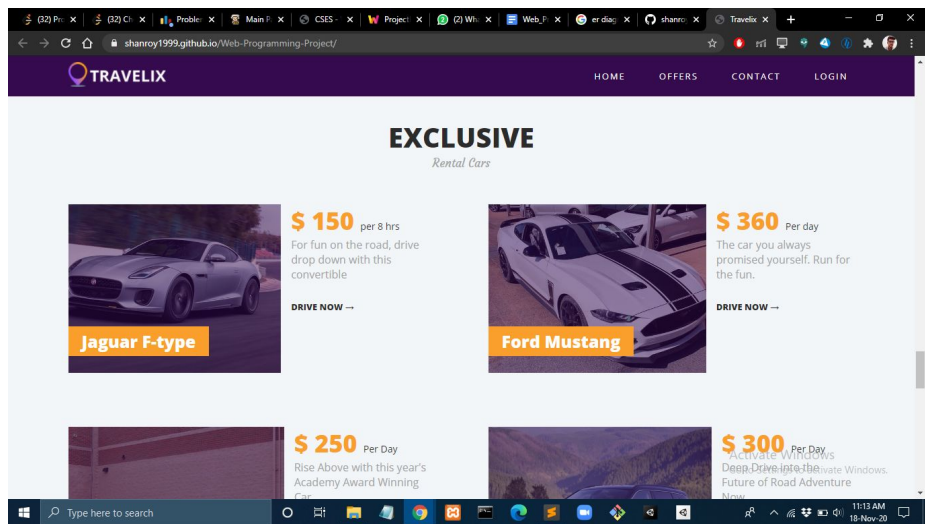 (32) Pr
(32) Ch
Problem
Main P
CSES -
Project
(2) Wh
Web_P
er diag
shanroy
Travelix
shanroy1999.github.io/Web-Programming-Project/
TRAVELIX
HOME
OFFERS
CONTACT
LOGIN
EXCLUSIVE
Rental Cars
$ 150 per 8 hrs
For fun on the road, drive
drop down with this
convertible
DRIVE NOW →
Jaguar F-type
$ 360 Per day
The car you always
promised yourself. Run for
the fun.
DRIVE NOW →
Ford Mustang
$ 250 Per Day
Rise Above with this year's
Academy Award Winning
Car
$ 300 Per Day
Deep Drive into the
Future of Road Adventure
Now
Activate Windows
Go to Settings to activate Windows.
Type here to search
11:13 AM
18-Nov-20